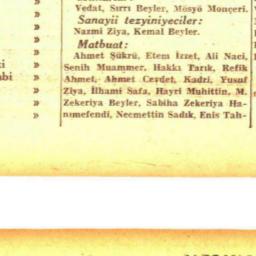 Vedat, Sırrı Beyler, Mösyö Monçeri.
Sanayii tezyiniyeciler:
Nazmi Ziya, Kemal Beyler.
Matbuat:
Ahmet Şükrü, Etem İzzet, Ali Naci,
Senih Muammer, Hakkı Tarık, Refik
Ahmet, Ahmet Cevdet, Kadri, Yusuf
Ziya, İlhami Safa, Hayri Muhittin, M.
Zekeriya Beyler, Sabiha Zekeriya Ha-
nımefendi, Necmettin Sadık, Enis Tah-